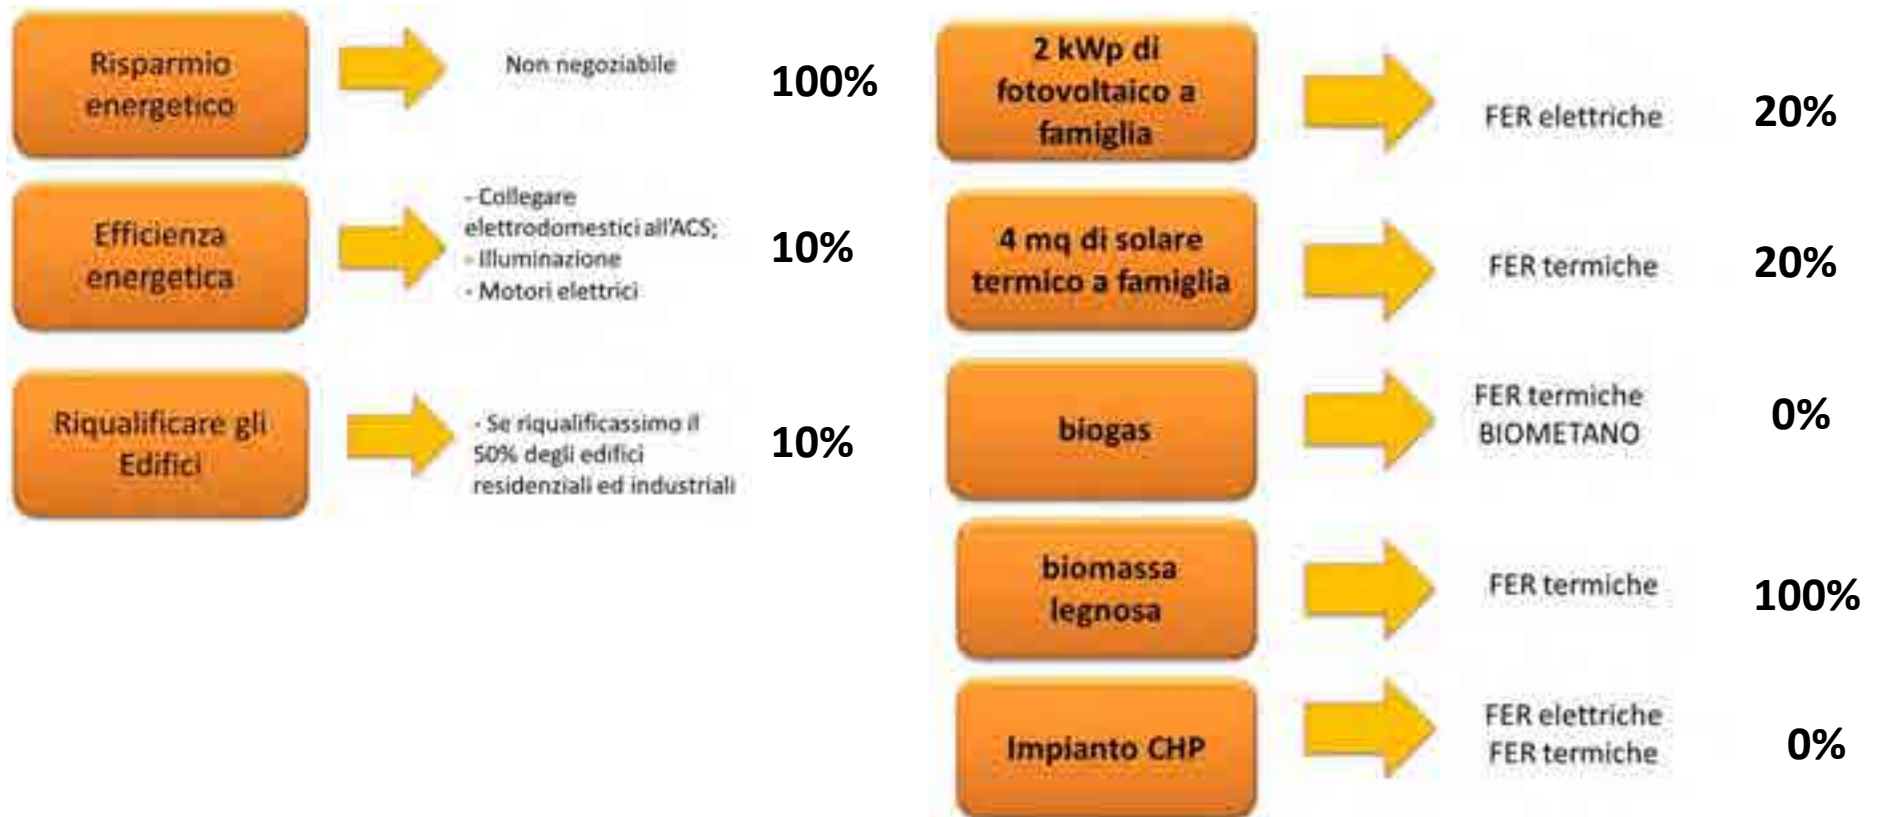 Risparmio
energetico
Non negoziabile
100%
Efficienza
energetica
- Collegare
elettrodomestici all'ACS;
- Illuminazione
- Motori elettrici
10%
Riqualificare gli
Edifici
- Se riqualificassimo il
50% degli edifici
residenziali ed industriali
10%
2 kWp di
fotovoltaico a
famiglia
FER elettriche
20%
4 mq di solare
termico a famiglia
FER termiche
20%
biogas
FER termiche
BIOMETANO
0%
biomassa
legnosa
FER termiche
100%
Impianto CHP
FER elettriche
FER termiche
0%